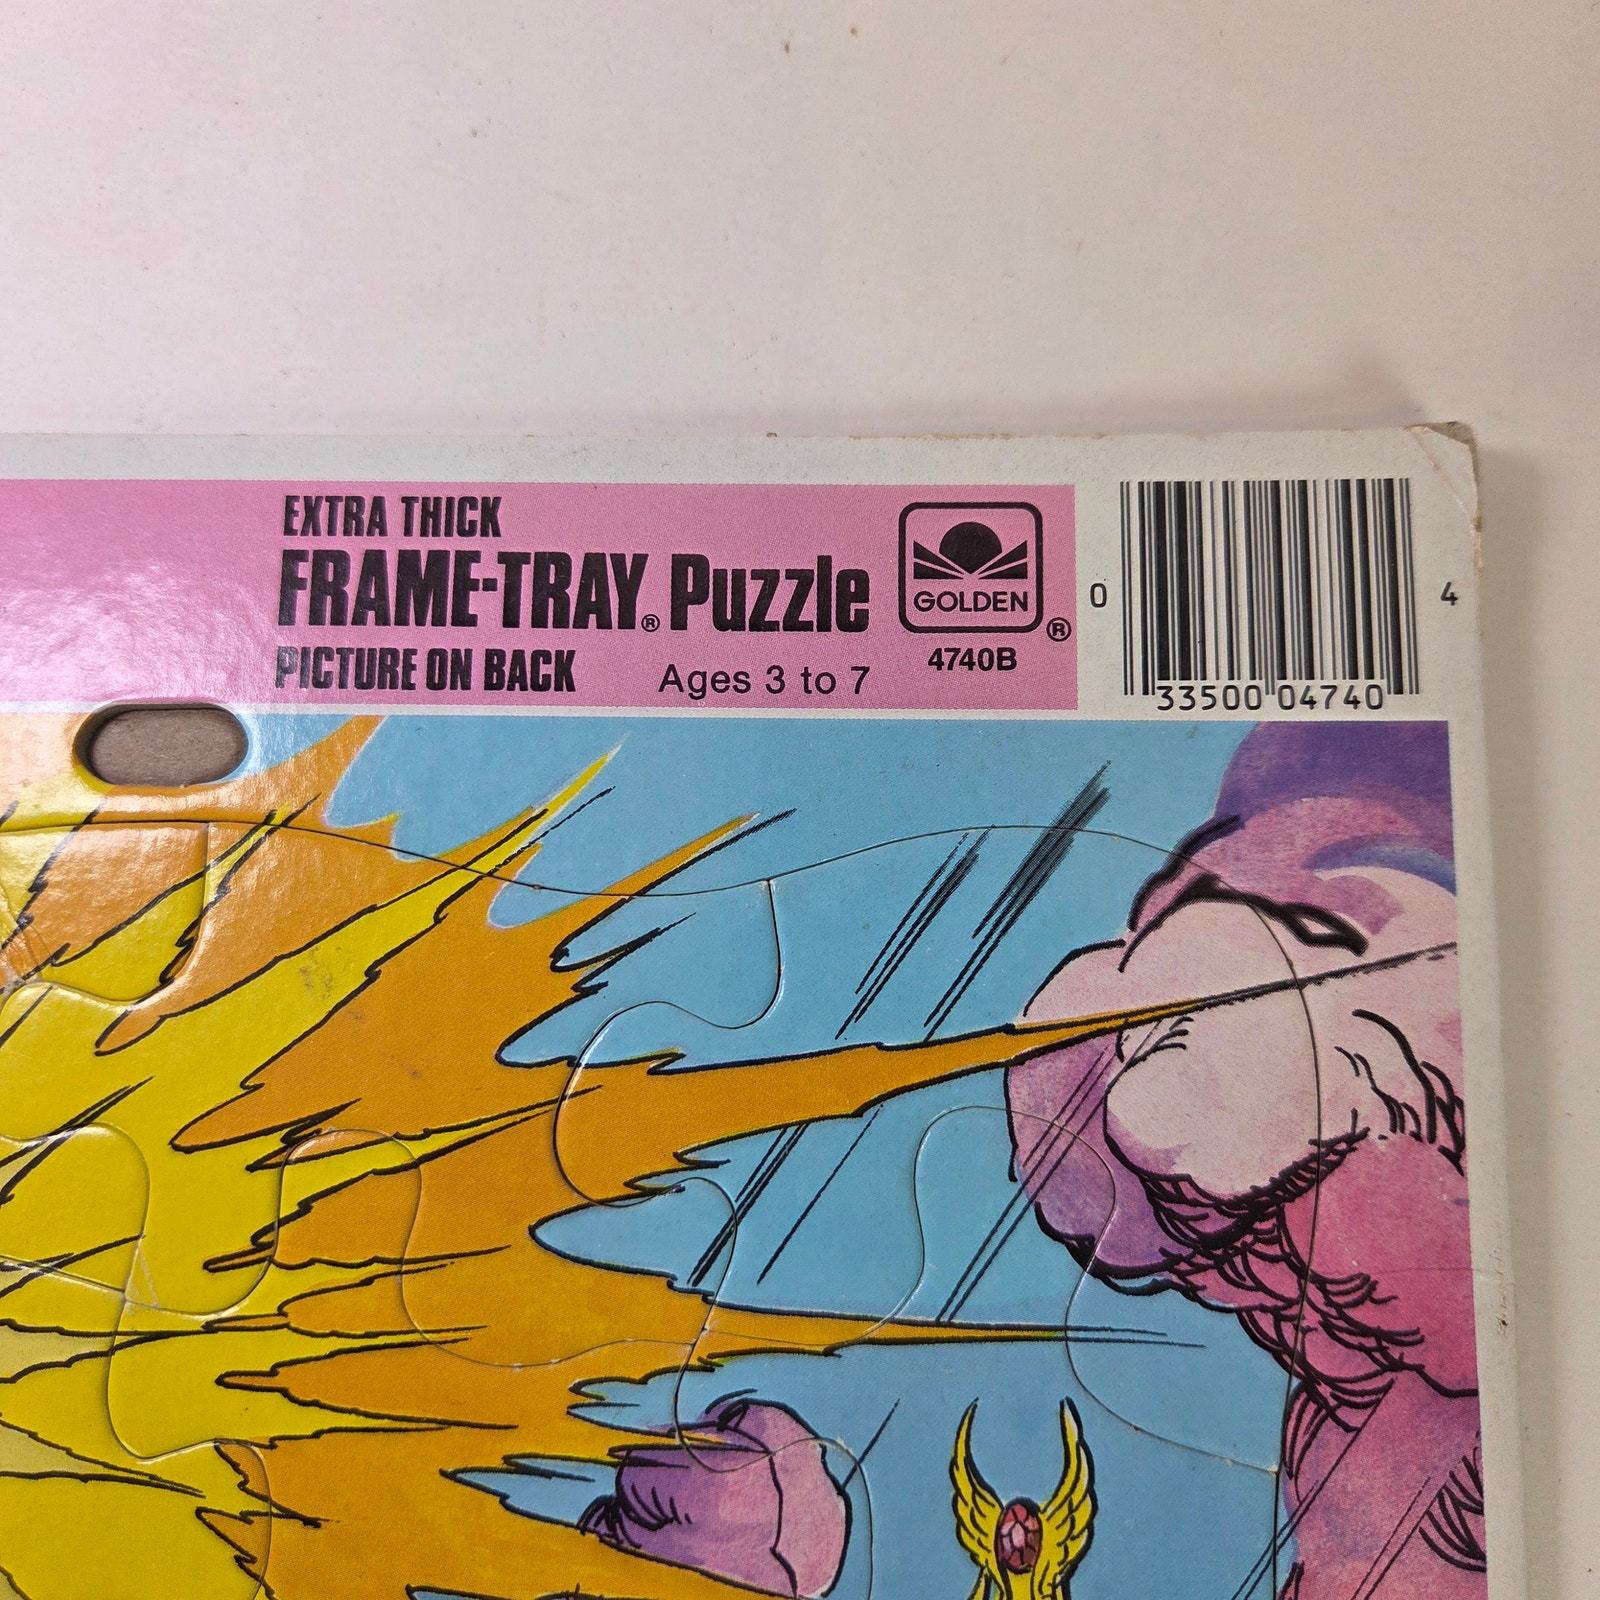 EXTRA THICK
FRAME-TRAY® Puzzle
PICTURE ON BACK
Ages 3 to 7
GOLDEN
®
4740B
0 33500 04740 4